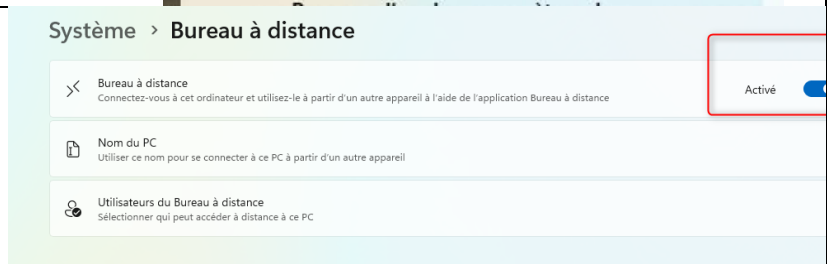 Système > Bureau à distance
Bureau à distance
Connectez-vous à cet ordinateur et utilisez-le à partir d'un autre appareil à l'aide de l'application Bureau à distance
Activé
Nom du PC
Utiliser ce nom pour se connecter à ce PC à partir d'un autre appareil
Utilisateurs du Bureau à distance
Sélectionner qui peut accéder à distance à ce PC